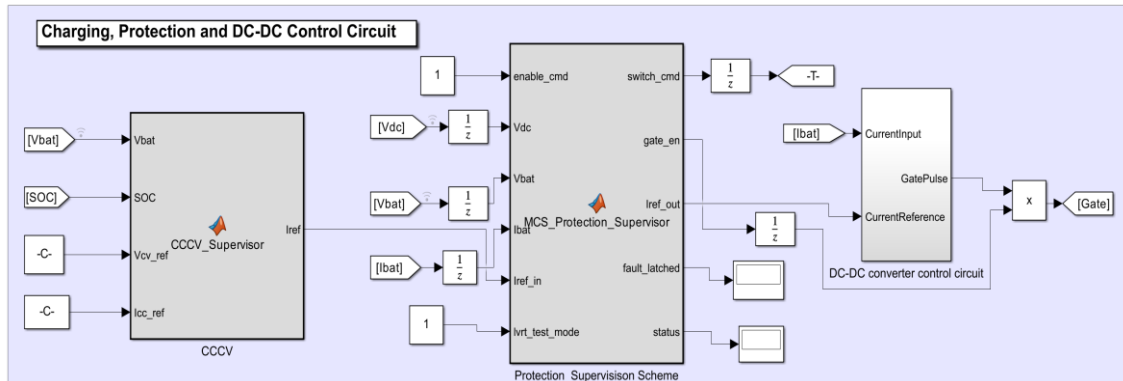 Charging, Protection and DC-DC Control Circuit
[Vbat]
[SOC]
-C-
-C-
Vbat
SOC
Vcv_ref
Icc_ref
CCCV_Supervisor
Iref
CCCV
1
[Vdc]
1
z
[Vbat]
1
z
[Ibat]
1
z
1
enable_cmd
Vdc
Vbat
Ibat
Iref_in
lvrt_test_mode
MCS_Protection_Supervisor
switch_cmd
gate_en
Iref_out
fault_latched
status
Protection_Supervisison Scheme
1
z
-T-
1
z
[Ibat]
CurrentInput
CurrentReference
GatePulse
DC-DC converter control circuit
x
[Gate]